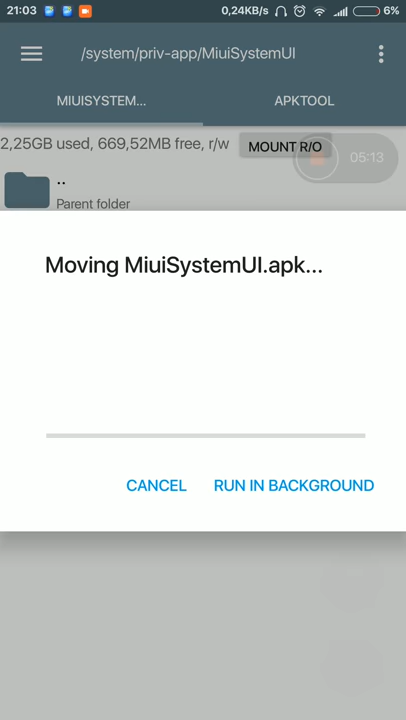 21:03 0,24KB/s 6%
/system/priv-app/MiuiSystemUI
MIUISYSTEM... APKTOOL
2,25GB used, 669,52MB free, r/w MOUNT R/O 05:13
..
Parent folder
Moving MiuiSystemUI.apk...
CANCEL RUN IN BACKGROUND